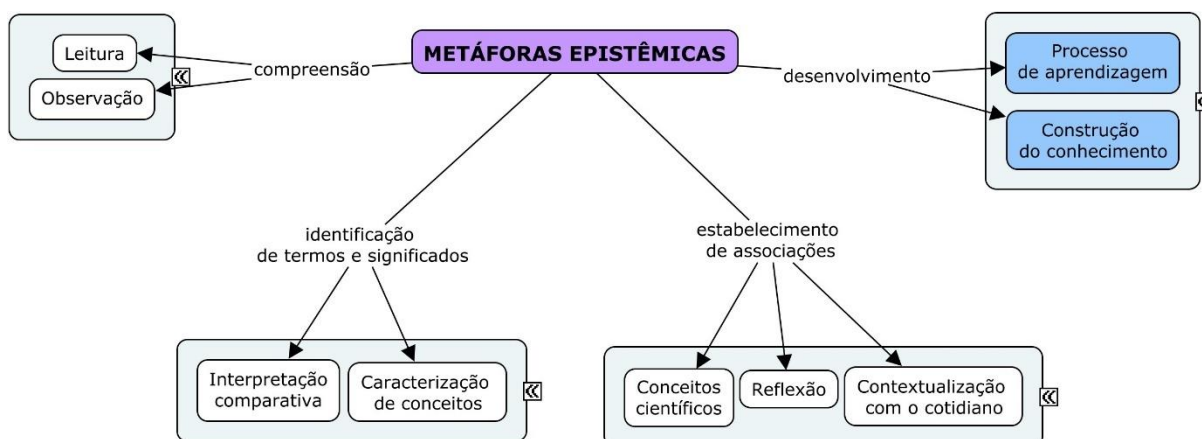 METÁFORAS EPISTÊMICAS
compreensão
Leitura
Observação
desenvolvimento
Processo
de aprendizagem
Construção
do conhecimento
identificação
de termos e significados
Interpretação
comparativa
Caracterização
de conceitos
estabelecimento
de associações
Conceitos
científicos
Reflexão
Contextualização
com o cotidiano